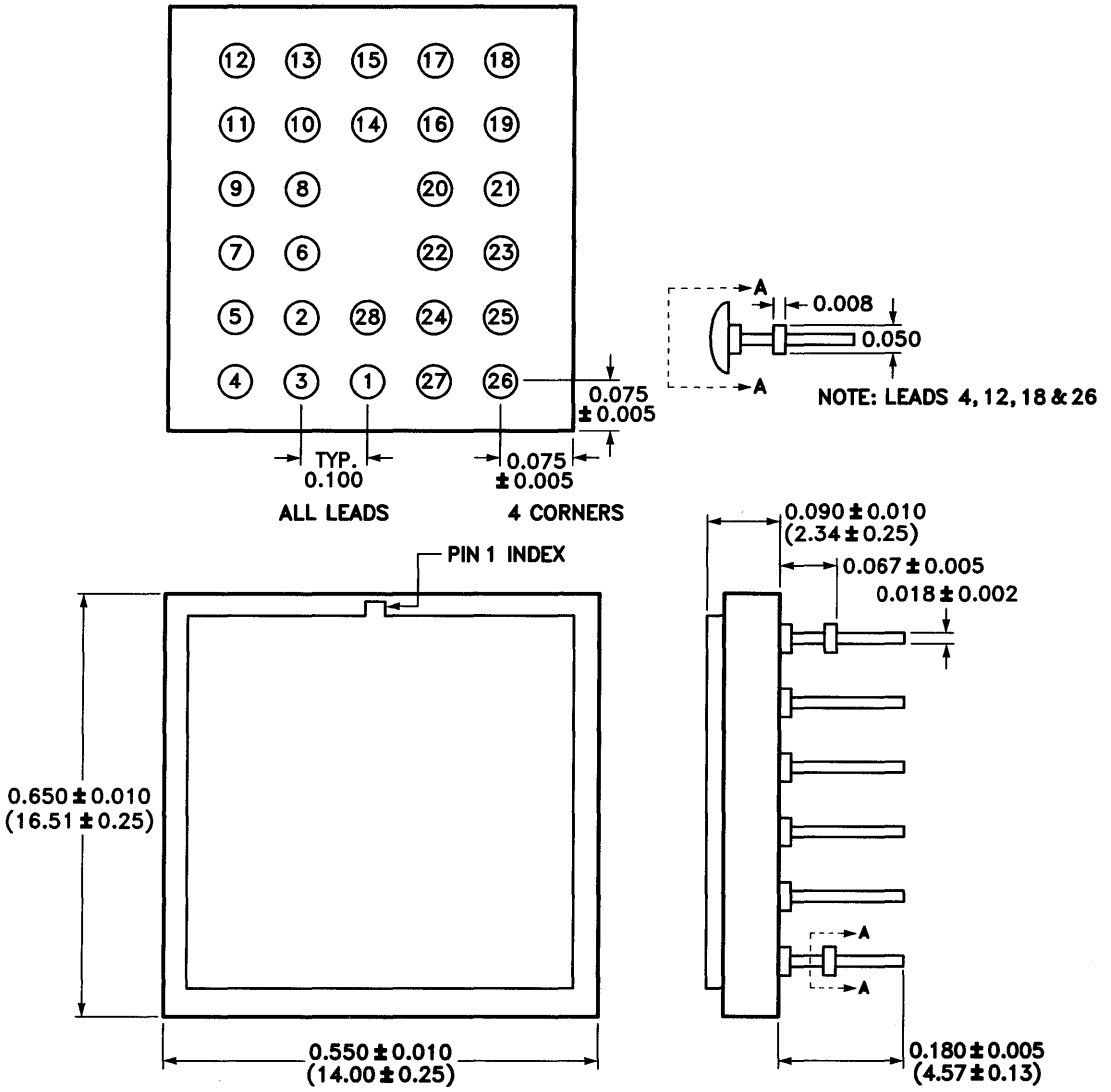 12 13 15 17 18
11 10 14 16 19
9 8 20 21
7 6 22 23
5 2 28 24 25
4 3 1 27 26
0.075
± 0.005
TYP.
0.100
0.075
± 0.005
ALL LEADS
4 CORNERS
A
0.008
0.050
A
NOTE: LEADS 4, 12, 18 & 26
PIN 1 INDEX
0.650 ± 0.010
(16.51 ± 0.25)
0.550 ± 0.010
(14.00 ± 0.25)
0.090 ± 0.010
(2.34 ± 0.25)
0.067 ± 0.005
0.018 ± 0.002
A
A
0.180 ± 0.005
(4.57 ± 0.13)